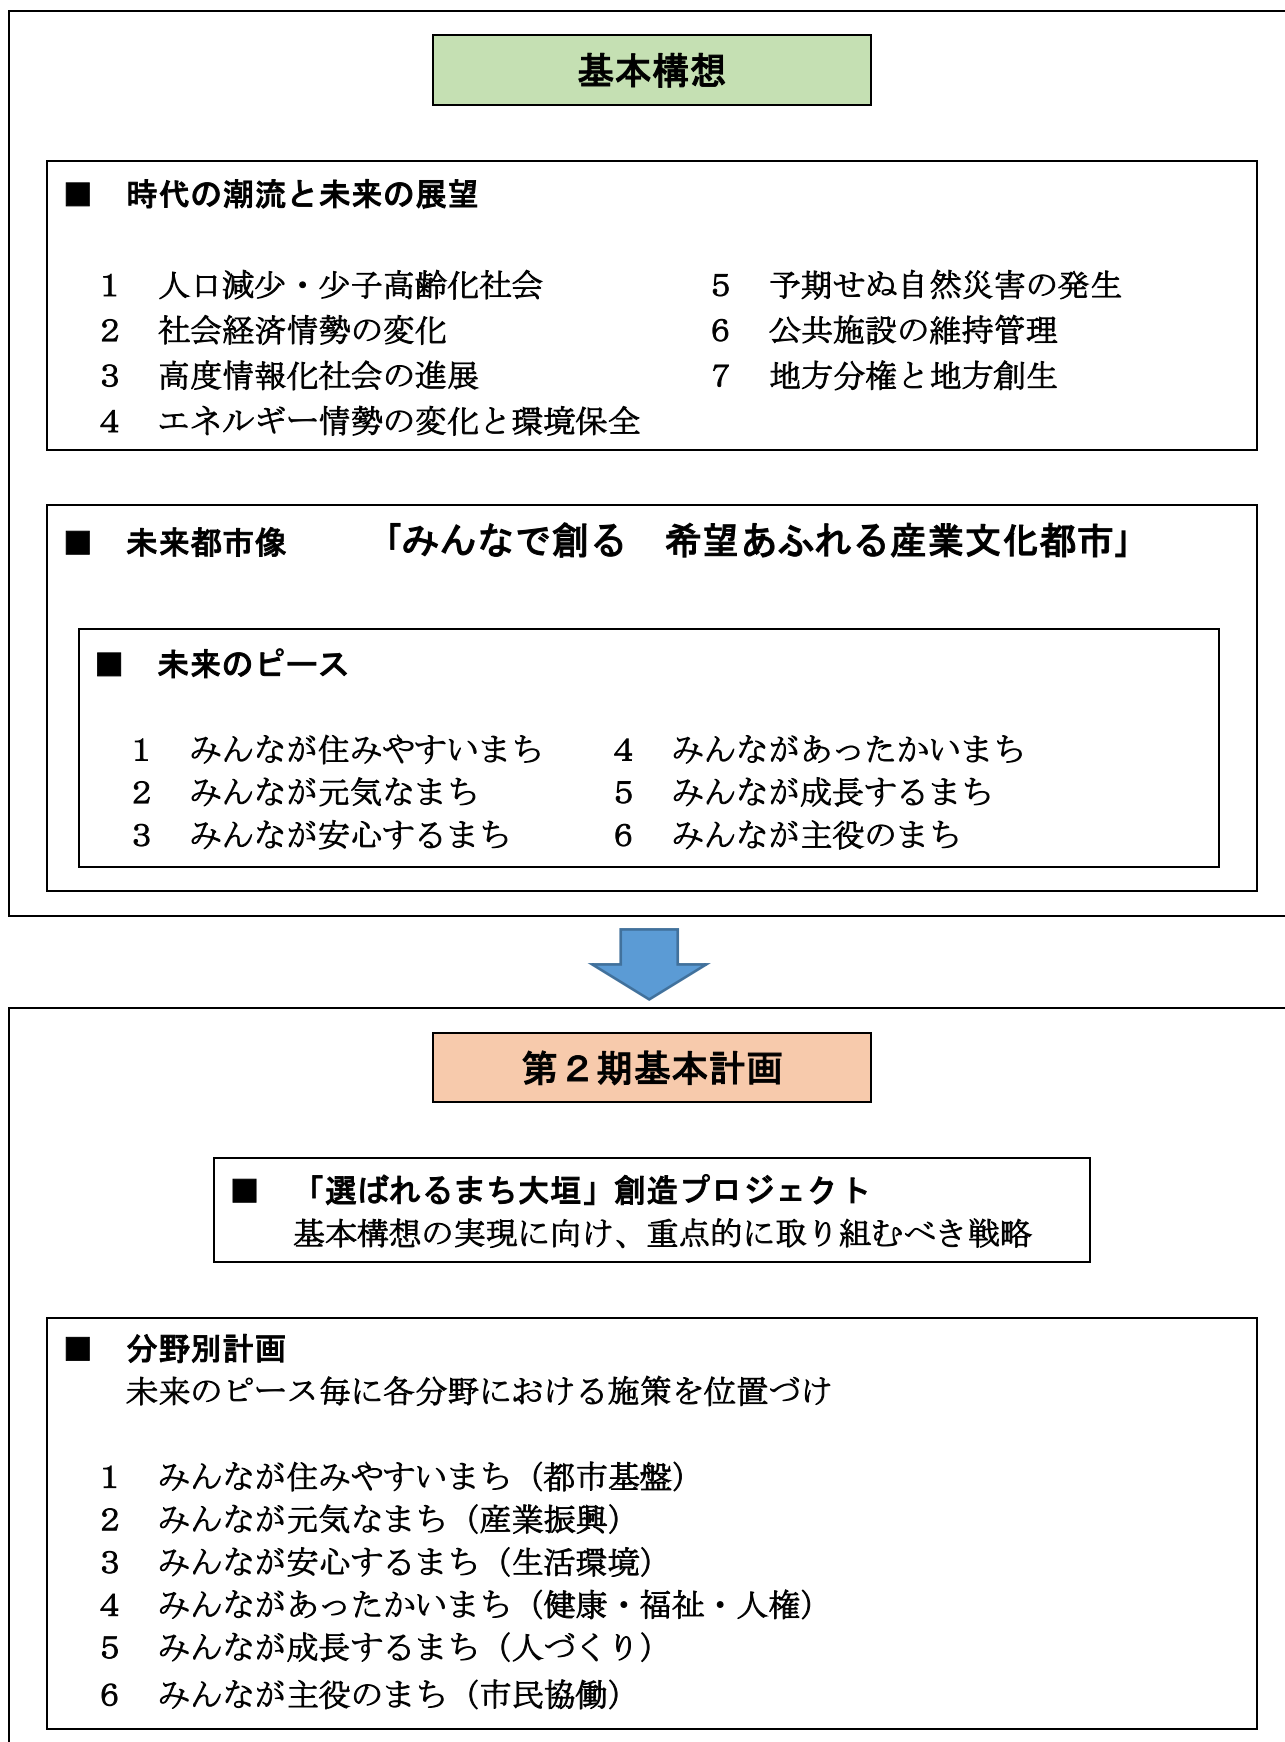 基本構想
■　時代の潮流と未来の展望
１　人口減少・少子高齢化社会
２　社会経済情勢の変化
３　高度情報化社会の進展
４　エネルギー情勢の変化と環境保全
５　予期せぬ自然災害の発生
６　公共施設の維持管理
７　地方分権と地方創生
■　未来都市像　　　「みんなで創る　希望あふれる産業文化都市」
■　未来のピース
１　みんなが住みやすいまち
２　みんなが元気なまち
３　みんなが安心するまち
４　みんながあったかいまち
５　みんなが成長するまち
６　みんなが主役のまち
第２期基本計画
■　「選ばれるまち大垣」創造プロジェクト
基本構想の実現に向け、重点的に取り組むべき戦略
■　分野別計画
未来のピース毎に各分野における施策を位置づけ
１　みんなが住みやすいまち（都市基盤）
２　みんなが元気なまち（産業振興）
３　みんなが安心するまち（生活環境）
４　みんながあったかいまち（健康・福祉・人権）
５　みんなが成長するまち（人づくり）
６　みんなが主役のまち（市民協働）